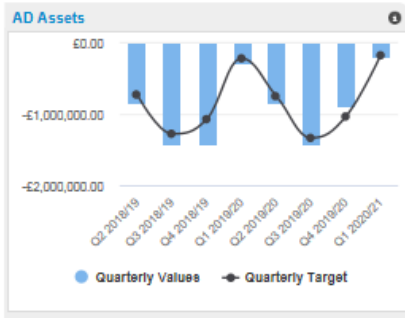 AD Assets
£0.00
-£1,000,000.00
-£2,000,000.00
Q2 2018/19
Q3 2018/19
Q4 2018/19
Q1 2019/20
Q2 2019/20
Q3 2019/20
Q4 2019/20
Q1 2020/21
Quarterly Values Quarterly Target